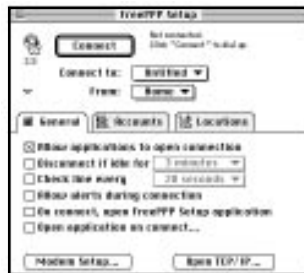 FreePPP Setup
Not connected.
Connect
Click "Connect" to dial up.
Connect to: Untitled
From: Home
General Accounts Locations
Allow applications to open connection
Disconnect if idle for 3 minutes
Check line every 20 seconds
Allow alerts during connection
On connect, open FreePPP Setup application
Open application on connect...
Modem Setup... Open TCP/IP...